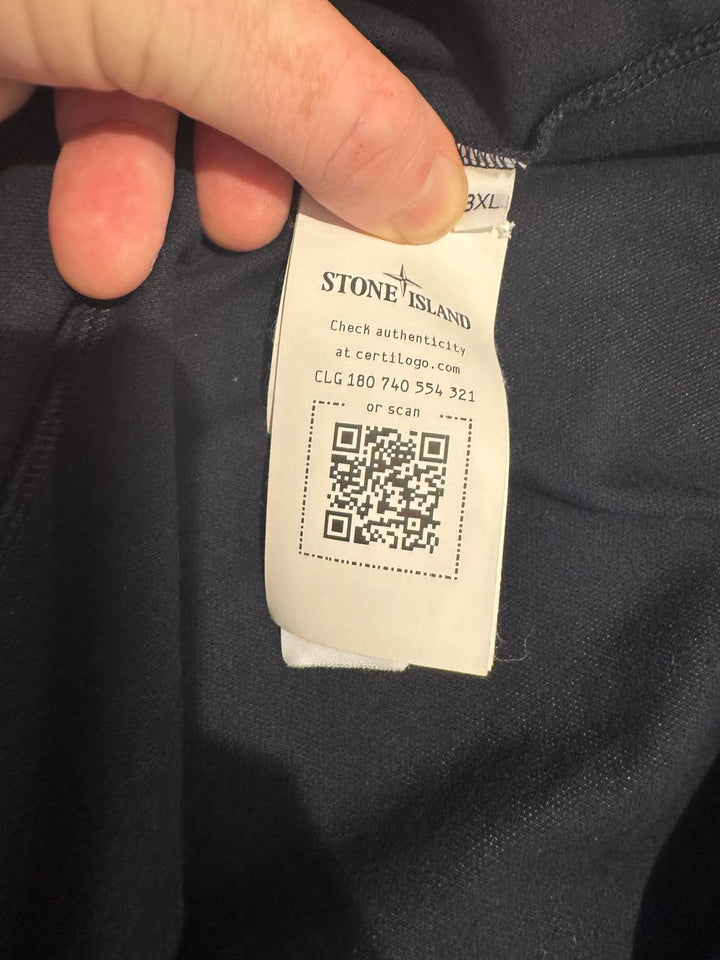 3XL
STONE ISLAND
Check authenticity
at certilogo.com
CLG 180 740 554 321
or scan